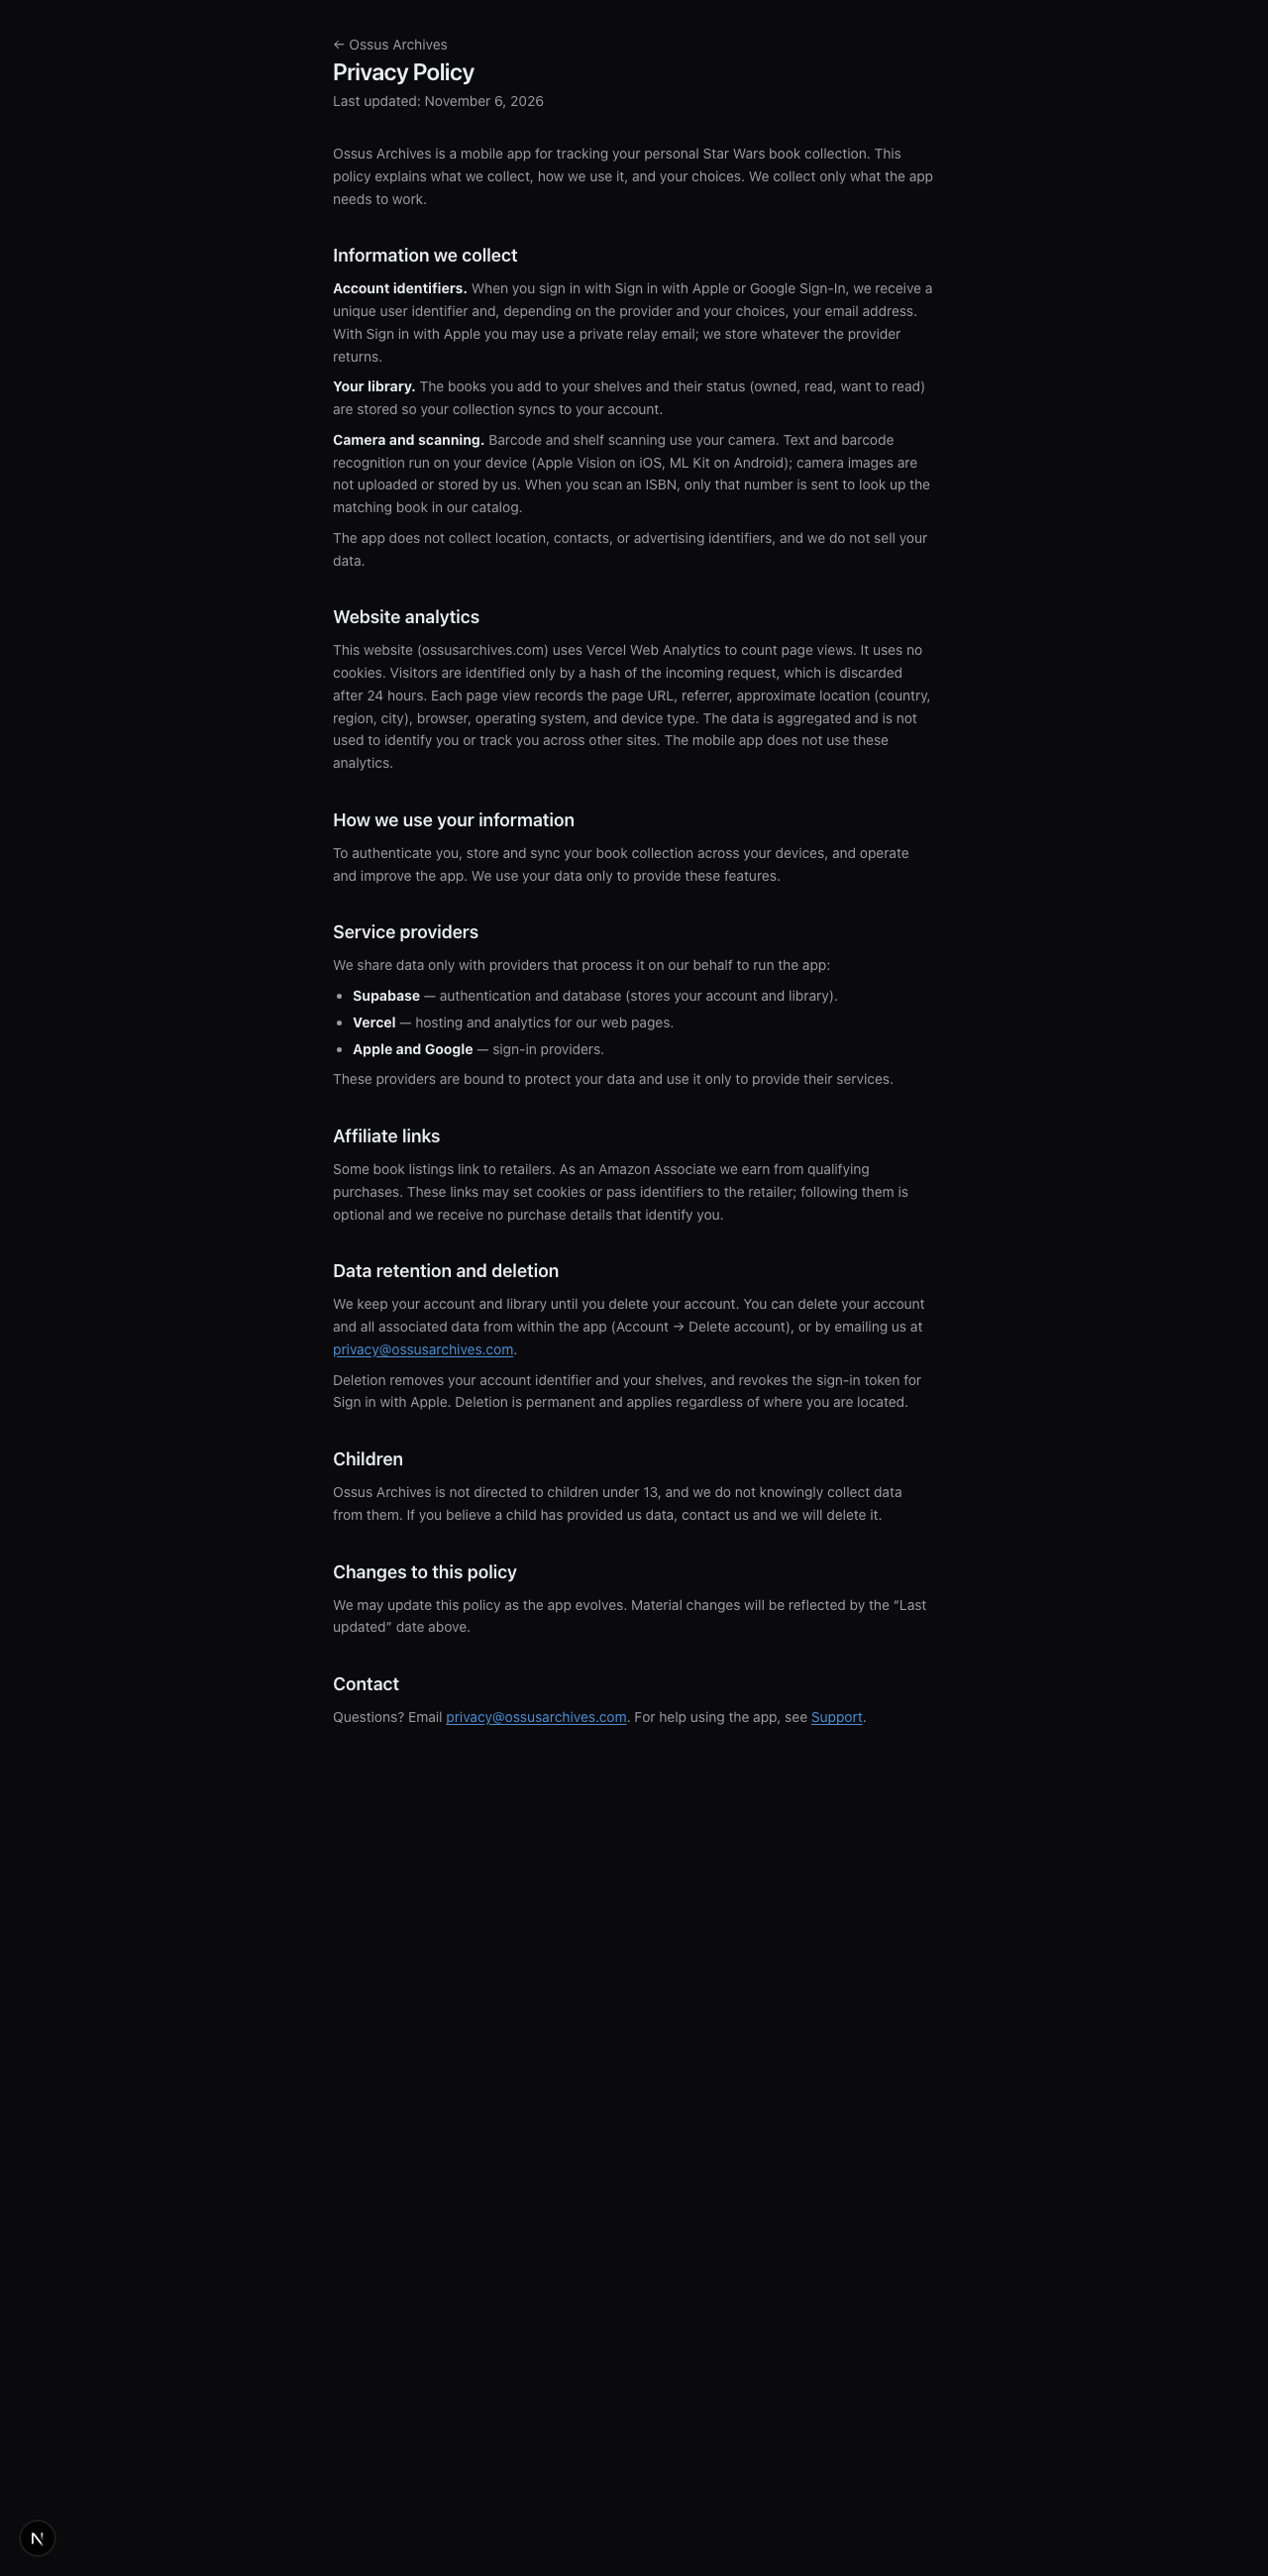 ← Ossus Archives
Privacy Policy
Last updated: November 6, 2026
Ossus Archives is a mobile app for tracking your personal Star Wars book collection. This
policy explains what we collect, how we use it, and your choices. We collect only what the app
needs to work.
Information we collect
Account identifiers. When you sign in with Sign in with Apple or Google Sign-In, we receive a
unique user identifier and, depending on the provider and your choices, your email address.
With Sign in with Apple you may use a private relay email; we store whatever the provider
returns.
Your library. The books you add to your shelves and their status (owned, read, want to read)
are stored so your collection syncs to your account.
Camera and scanning. Barcode and shelf scanning use your camera. Text and barcode
recognition run on your device (Apple Vision on iOS, ML Kit on Android); camera images are
not uploaded or stored by us. When you scan an ISBN, only that number is sent to look up the
matching book in our catalog.
The app does not collect location, contacts, or advertising identifiers, and we do not sell your
data.
Website analytics
This website (ossusarchives.com) uses Vercel Web Analytics to count page views. It uses no
cookies. Visitors are identified only by a hash of the incoming request, which is discarded
after 24 hours. Each page view records the page URL, referrer, approximate location (country,
region, city), browser, operating system, and device type. The data is aggregated and is not
used to identify you or track you across other sites. The mobile app does not use these
analytics.
How we use your information
To authenticate you, store and sync your book collection across your devices, and operate
and improve the app. We use your data only to provide these features.
Service providers
We share data only with providers that process it on our behalf to run the app:
• Supabase — authentication and database (stores your account and library).
• Vercel — hosting and analytics for our web pages.
• Apple and Google — sign-in providers.
These providers are bound to protect your data and use it only to provide their services.
Affiliate links
Some book listings link to retailers. As an Amazon Associate we earn from qualifying
purchases. These links may set cookies or pass identifiers to the retailer; following them is
optional and we receive no purchase details that identify you.
Data retention and deletion
We keep your account and library until you delete your account. You can delete your account
and all associated data from within the app (Account → Delete account), or by emailing us at
privacy@ossusarchives.com.
Deletion removes your account identifier and your shelves, and revokes the sign-in token for
Sign in with Apple. Deletion is permanent and applies regardless of where you are located.
Children
Ossus Archives is not directed to children under 13, and we do not knowingly collect data
from them. If you believe a child has provided us data, contact us and we will delete it.
Changes to this policy
We may update this policy as the app evolves. Material changes will be reflected by the “Last
updated” date above.
Contact
Questions? Email privacy@ossusarchives.com. For help using the app, see Support.
N